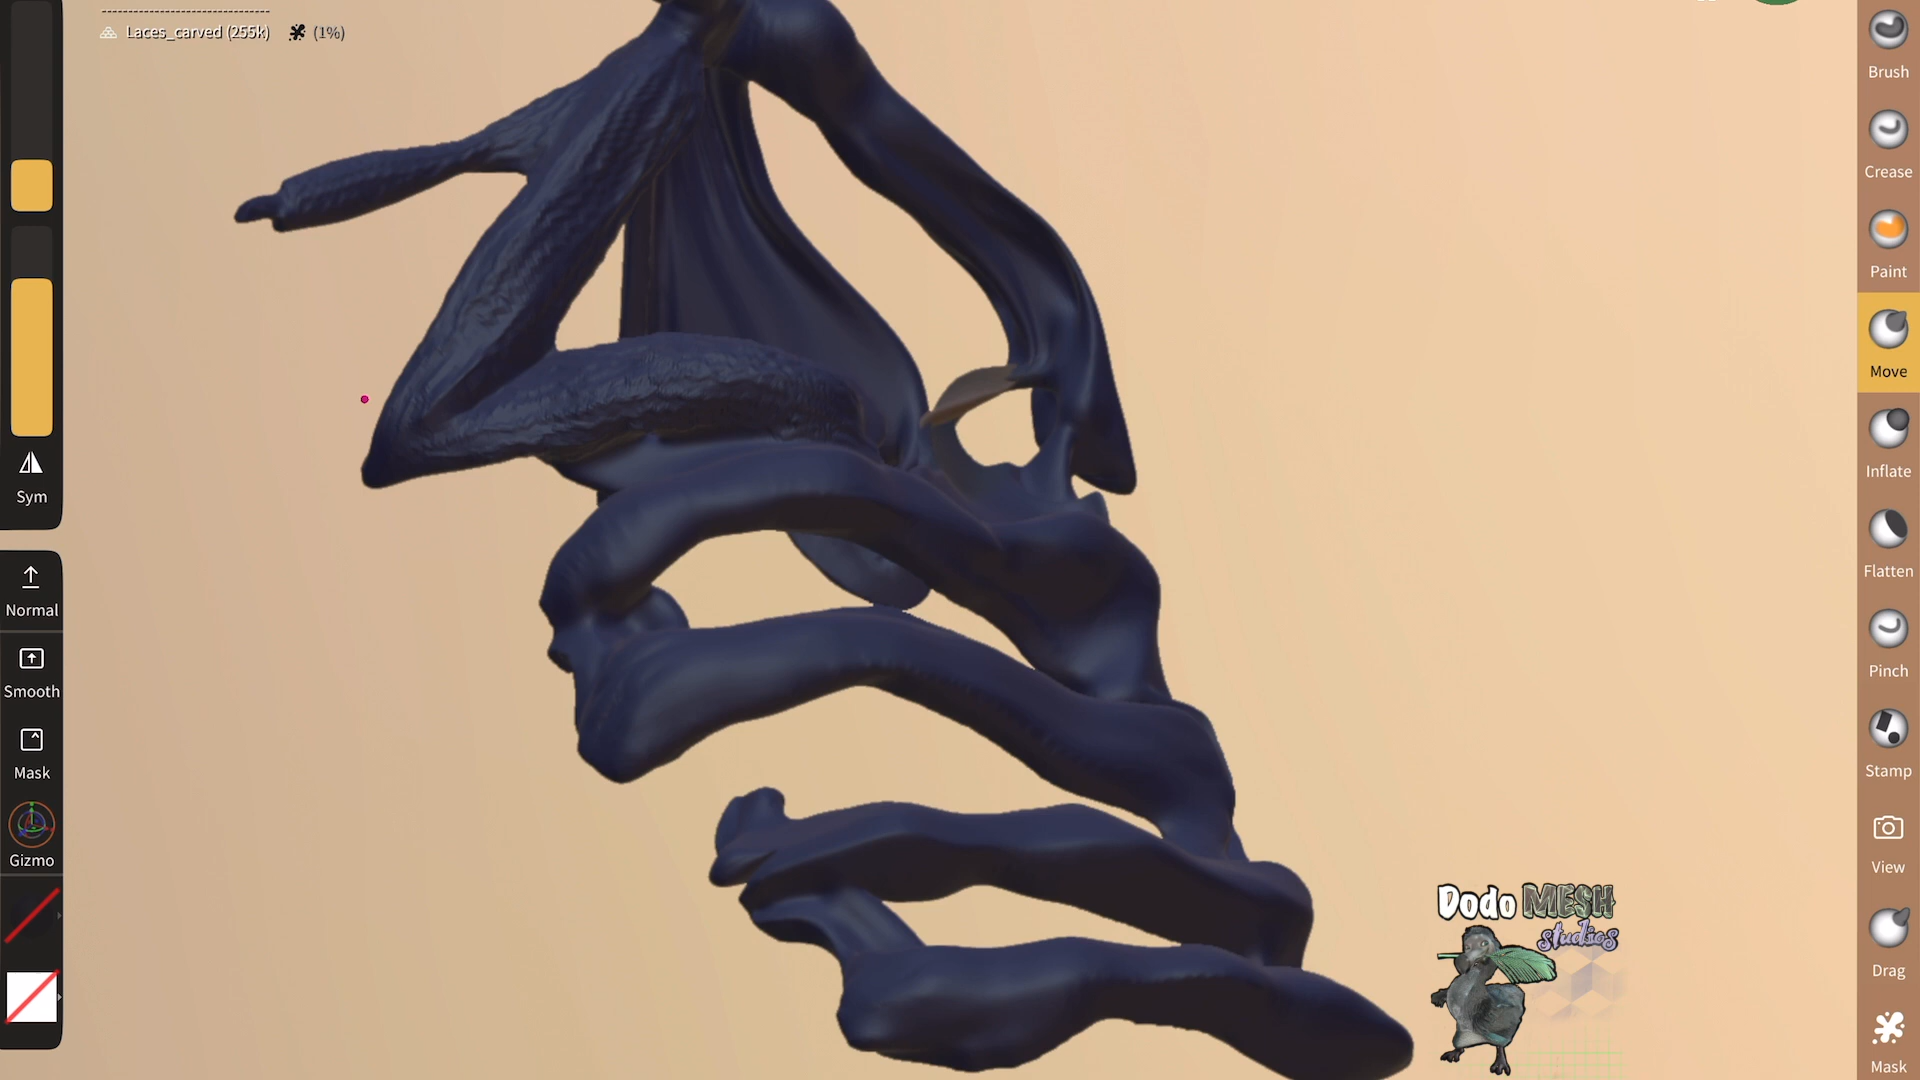 Laces_carved (255k) (1%)
Sym
Normal
Smooth
Mask
Gizmo
Brush
Crease
Paint
Move
Inflate
Flatten
Pinch
Stamp
View
Drag
Mask
Dodo MESH
studios